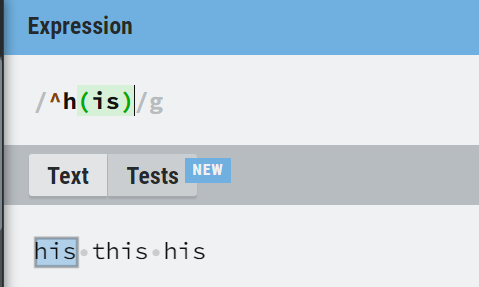 Expression
/^h(is)/g
Text Tests NEW
his·this·his